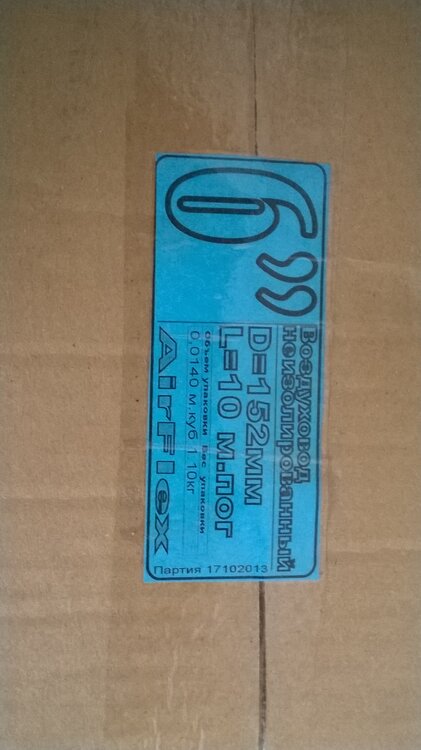 6”
Воздуховод
неизолированный
D=152мм
L=10 м.пог
Объем упаковки Вес упаковки
0,0140 м.куб 1,10кг
AirFlex
Партия 17102013